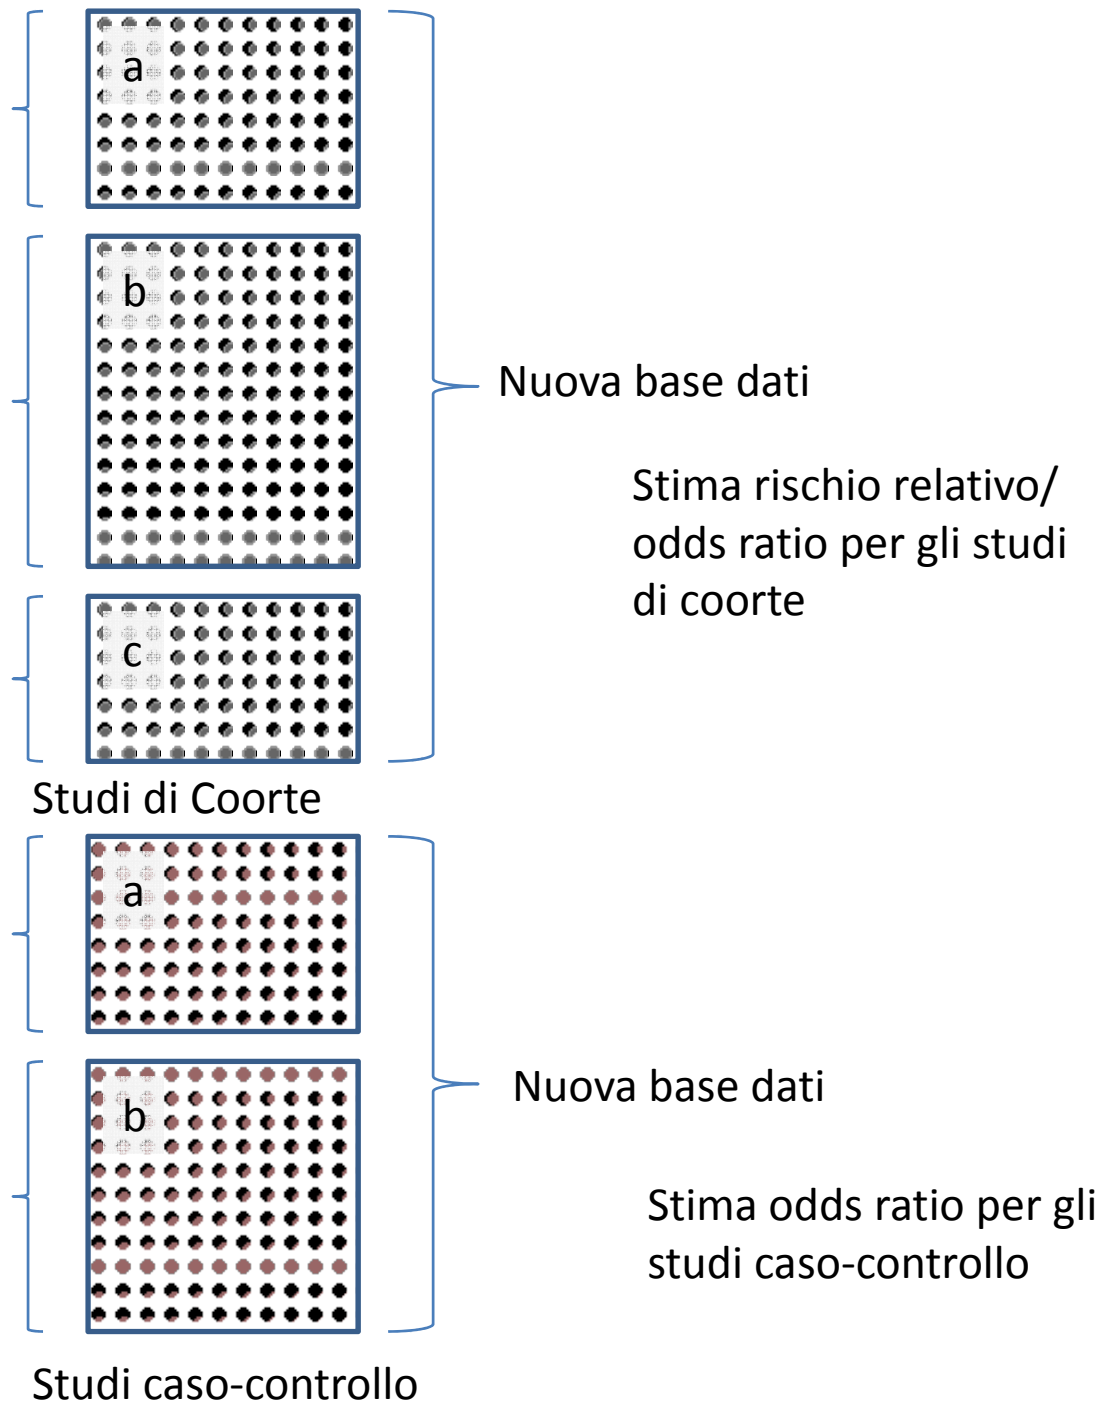 a
b
Nuova base dati
Stima rischio relativo/
odds ratio per gli studi
di coorte
c
Studi di Coorte
a
b
Nuova base dati
Stima odds ratio per gli
studi caso-controllo
Studi caso-controllo